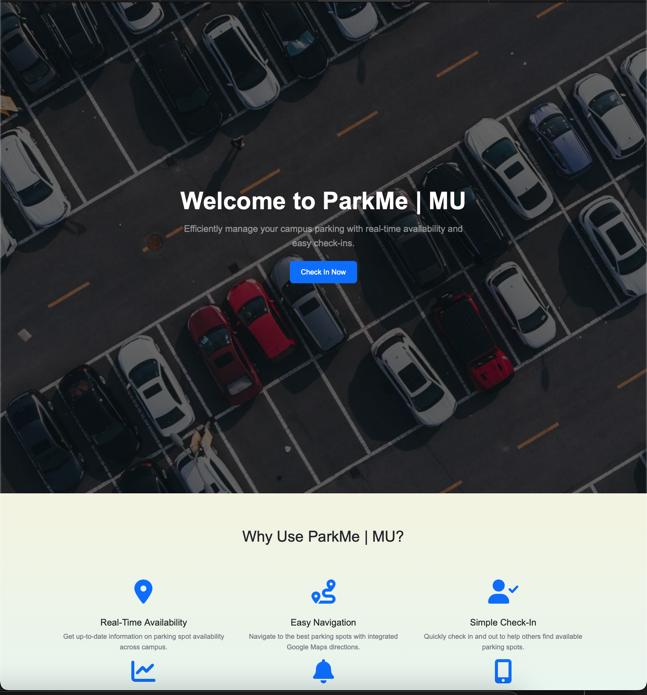 Welcome to ParkMe | MU
Efficiently manage your campus parking with real-time availability and
easy check-ins.
Check In Now
Why Use ParkMe | MU?
Real-Time Availability
Get up-to-date information on parking spot availability
across campus.
Easy Navigation
Navigate to the best parking spots with integrated
Google Maps directions.
Simple Check-In
Quickly check in and out to help others find available
parking spots.